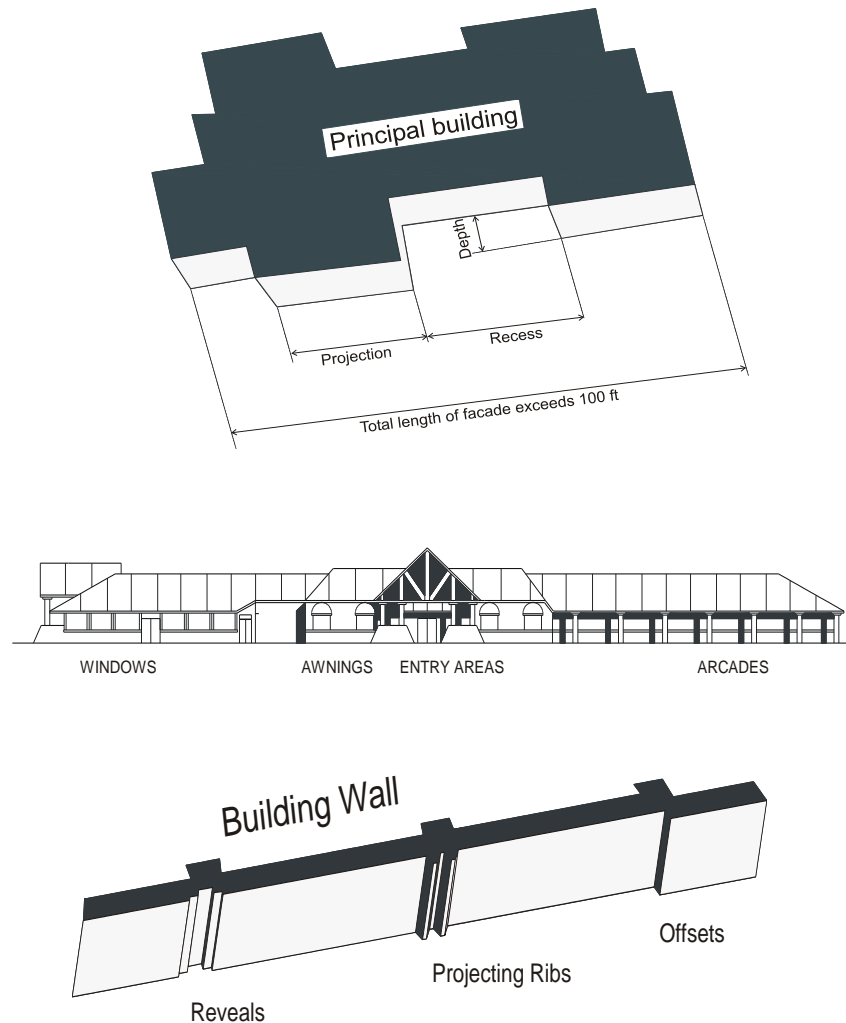 Principal building
Depth
Projection
Recess
Total length of facade exceeds 100 ft
WINDOWS
AWNINGS
ENTRY AREAS
ARCADES
Building Wall
Offsets
Projecting Ribs
Reveals